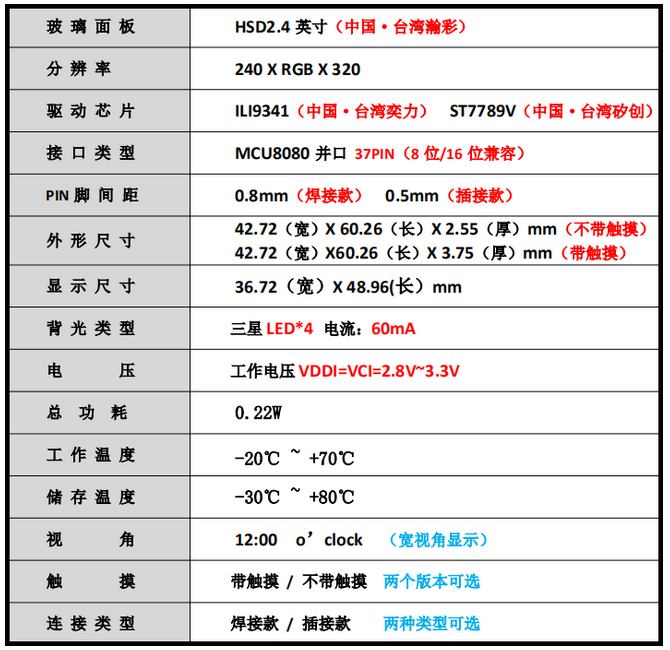 玻璃面板 HSD2.4 英寸（中国·台湾瀚彩）
分辨率 240 X RGB X 320
驱动芯片 ILI9341（中国·台湾奕力） ST7789V（中国·台湾矽创）
接口类型 MCU8080 并口 37PIN（8 位/16 位兼容）
PIN 脚间距 0.8mm（焊接款） 0.5mm（插接款）
外形尺寸 42.72（宽）X 60.26（长）X 2.55（厚）mm（不带触摸）
42.72（宽）X60.26（长）X 3.75（厚）mm（带触摸）
显示尺寸 36.72（宽）X 48.96(长）mm
背光类型 三星 LED*4 电流：60mA
电压 工作电压 VDDI=VCI=2.8V~3.3V
总功耗 0.22W
工作温度 -20℃ ~ +70℃
储存温度 -30℃ ~ +80℃
视角 12:00 o’clock （宽视角显示）
触摸 带触摸 / 不带触摸 两个版本可选
连接类型 焊接款 / 插接款 两种类型可选